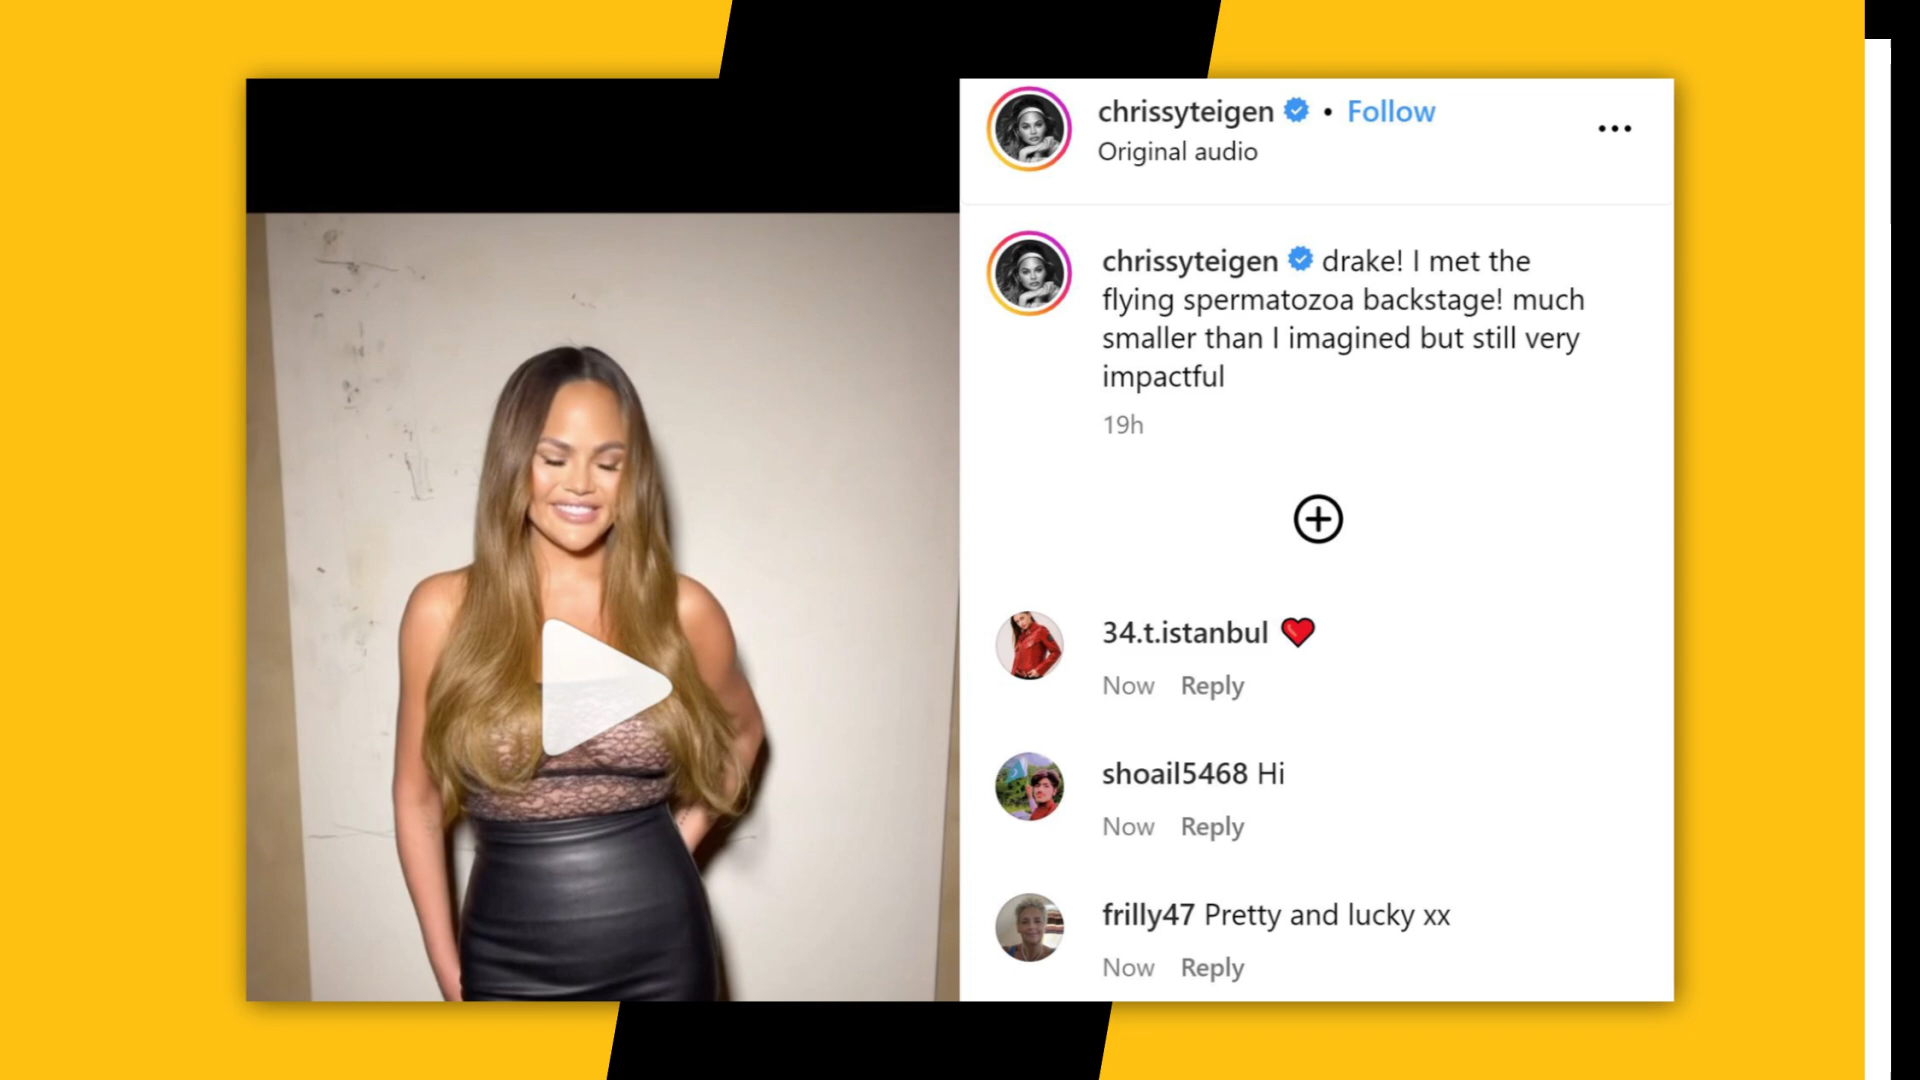 chrissyteigen • Follow
Original audio
chrissyteigen drake! I met the
flying spermatozoa backstage! much
smaller than I imagined but still very
impactful
19h
34.t.istanbul ❤️
Now Reply
shoail5468 Hi
Now Reply
frilly47 Pretty and lucky xx
Now Reply